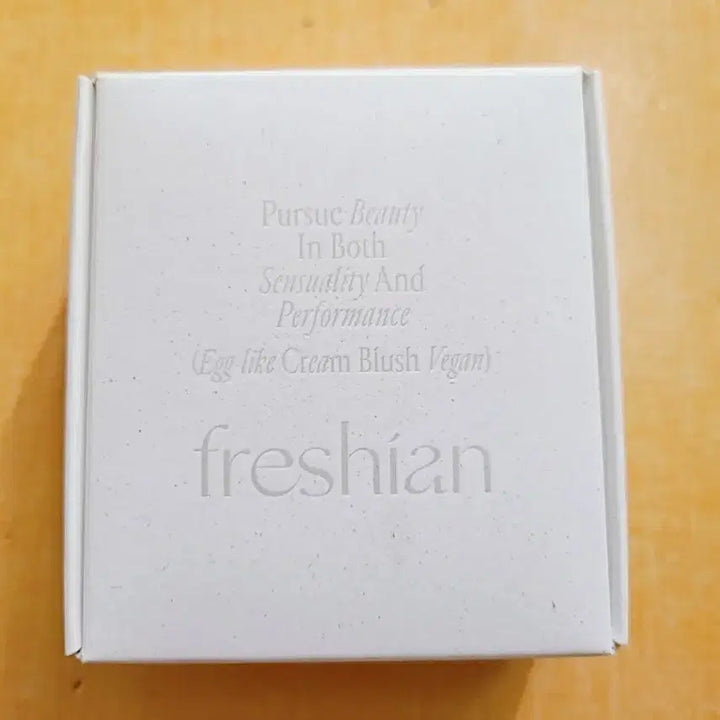 Pursue Beauty
In Both
Sensuality And
Performance
(Egg-like Cream Blush Vegan)
freshian